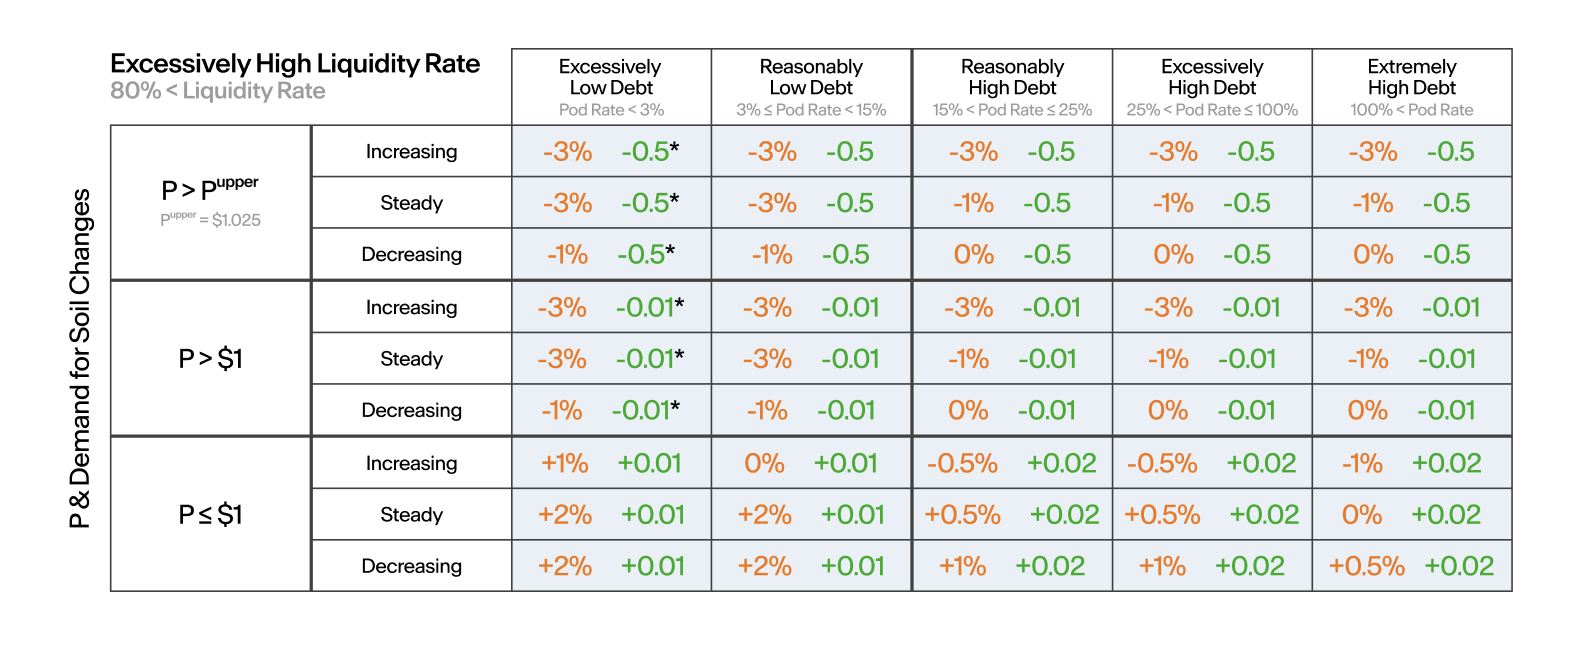 Excessively High Liquidity Rate
80% < Liquidity Rate
Excessively
Low Debt
Pod Rate < 3%
Reasonably
Low Debt
3% ≤ Pod Rate < 15%
Reasonably
High Debt
15% < Pod Rate ≤ 25%
Excessively
High Debt
25% < Pod Rate ≤ 100%
Extremely
High Debt
100% < Pod Rate
P & Demand for Soil Changes
P > Pupper
Pupper = $1.025
Increasing -3% -0.5* -3% -0.5 -3% -0.5 -3% -0.5 -3% -0.5
Steady -3% -0.5* -3% -0.5 -1% -0.5 -1% -0.5 -1% -0.5
Decreasing -1% -0.5* -1% -0.5 0% -0.5 0% -0.5 0% -0.5
P > $1
Increasing -3% -0.01* -3% -0.01 -3% -0.01 -3% -0.01 -3% -0.01
Steady -3% -0.01* -3% -0.01 -1% -0.01 -1% -0.01 -1% -0.01
Decreasing -1% -0.01* -1% -0.01 0% -0.01 0% -0.01 0% -0.01
P ≤ $1
Increasing +1% +0.01 0% +0.01 -0.5% +0.02 -0.5% +0.02 -1% +0.02
Steady +2% +0.01 +2% +0.01 +0.5% +0.02 +0.5% +0.02 0% +0.02
Decreasing +2% +0.01 +2% +0.01 +1% +0.02 +1% +0.02 +0.5% +0.02